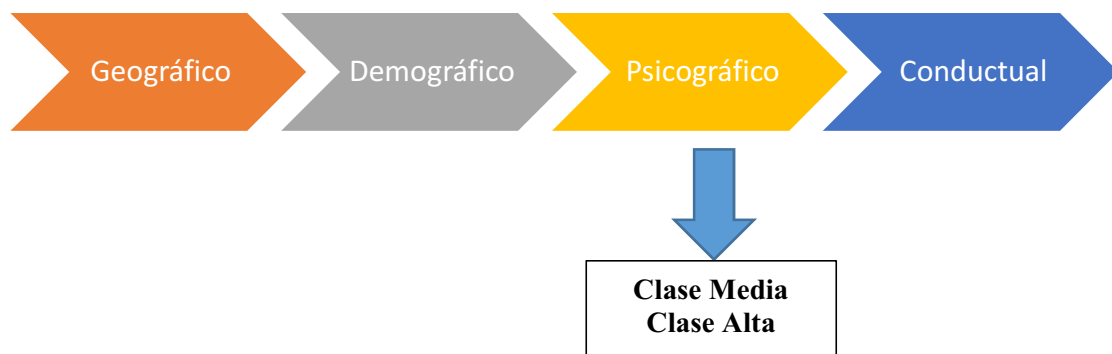 Geográfico
Demográfico
Psicográfico
Conductual
Clase Media
Clase Alta